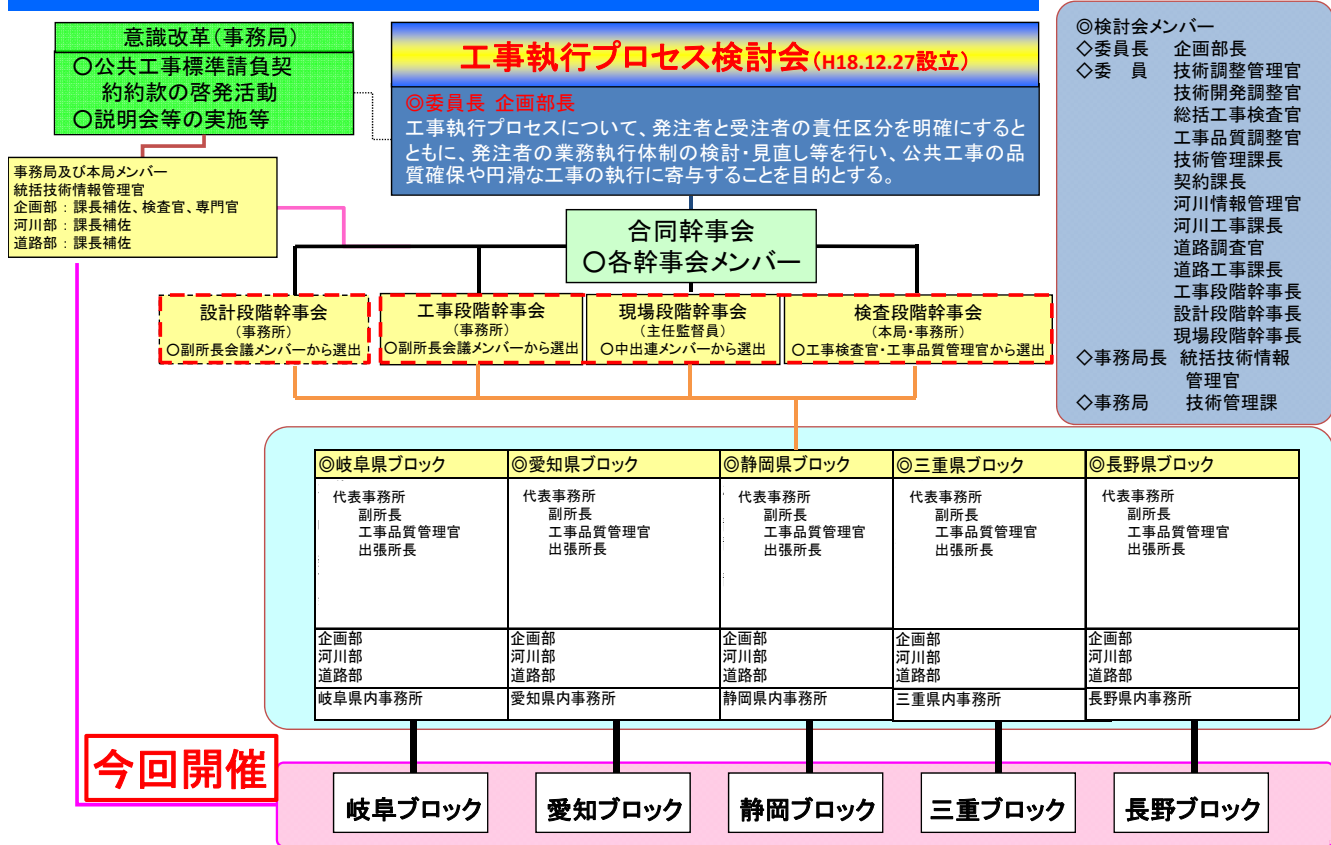 意識改革(事務局)
〇公共工事標準請負契
約約款の啓発活動
〇説明会等の実施等
工事執行プロセス検討会(H18.12.27設立)
◎委員長 企画部長
工事執行プロセスについて、発注者と受注者の責任区分を明確にすると
ともに、発注者の業務執行体制の検討・見直し等を行い、公共工事の品
質確保や円滑な工事の執行に寄与することを目的とする。
◎検討会メンバー
◇委員長 企画部長
◇委 員 技術調整管理官
技術開発調整官
総括工事検査官
工事品質調整官
技術管理課長
契約課長
河川情報管理官
河川工事課長
道路調査官
道路工事課長
工事段階幹事長
設計段階幹事長
現場段階幹事長
◇事務局長 統括技術情報
管理官
◇事務局 技術管理課
事務局及び本局メンバー
統括技術情報管理官
企画部：課長補佐、検査官、専門官
河川部：課長補佐
道路部：課長補佐
合同幹事会
〇各幹事会メンバー
設計段階幹事会
(事務所)
〇副所長会議メンバーから選出
工事段階幹事会
(事務所)
〇副所長会議メンバーから選出
現場段階幹事会
(主任監督員)
〇中出連メンバーから選出
検査段階幹事会
(本局・事務所)
〇工事検査官・工事品質管理官から選出
◎岐阜県ブロック
代表事務所
副所長
工事品質管理官
出張所長
企画部
河川部
道路部
岐阜県内事務所
◎愛知県ブロック
代表事務所
副所長
工事品質管理官
出張所長
企画部
河川部
道路部
愛知県内事務所
◎静岡県ブロック
代表事務所
副所長
工事品質管理官
出張所長
企画部
河川部
道路部
静岡県内事務所
◎三重県ブロック
代表事務所
副所長
工事品質管理官
出張所長
企画部
河川部
道路部
三重県内事務所
◎長野県ブロック
代表事務所
副所長
工事品質管理官
出張所長
企画部
河川部
道路部
長野県内事務所
今回開催
岐阜ブロック
愛知ブロック
静岡ブロック
三重ブロック
長野ブロック